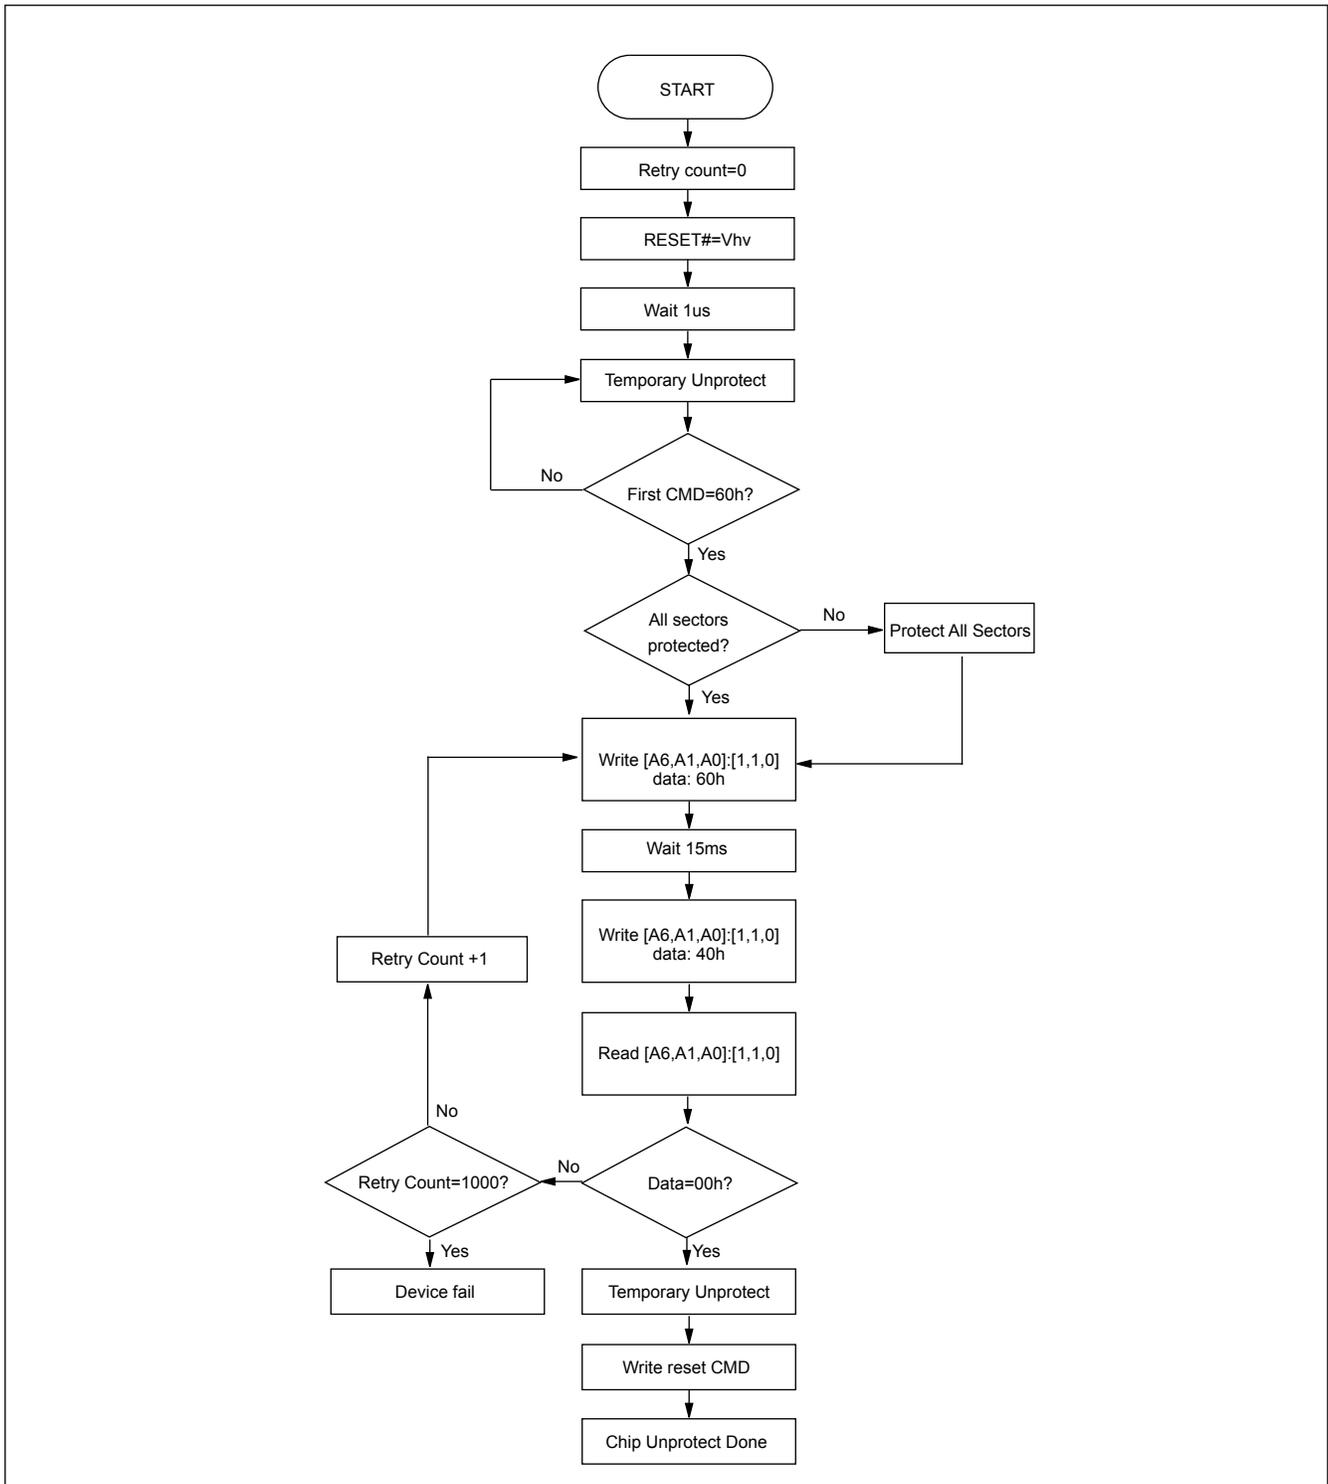 START
Retry count=0
RESET#=Vhv
Wait 1us
Temporary Unprotect
No
First CMD=60h?
Yes
All sectors
protected?
No
Protect All Sectors
Yes
Write [A6,A1,A0]:[1,1,0]
data: 60h
Wait 15ms
Write [A6,A1,A0]:[1,1,0]
data: 40h
Retry Count +1
Read [A6,A1,A0]:[1,1,0]
No
Retry Count=1000?
No
Data=00h?
Yes
Yes
Device fail
Temporary Unprotect
Write reset CMD
Chip Unprotect Done